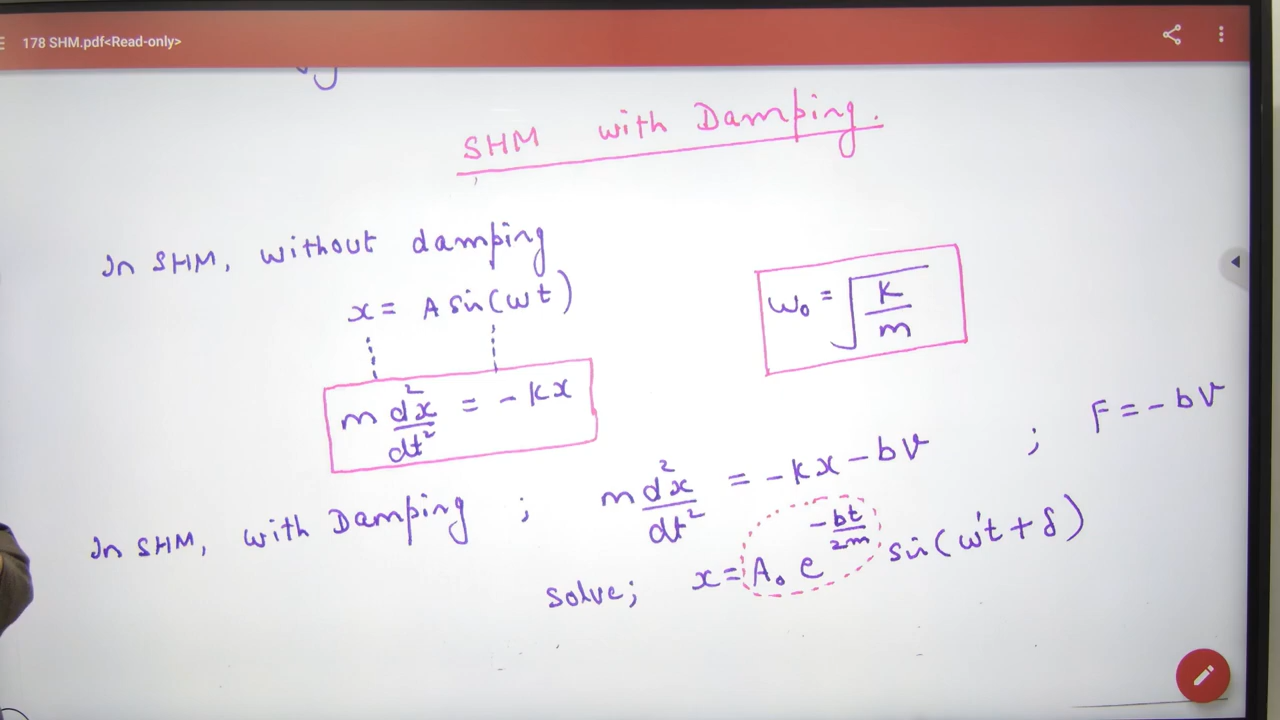 178 SHM.pdf<Read-only>
SHM with Damping.
In SHM, without damping
x = A sin(ωt)
ω₀ = √(K/m)
m d²x/dt² = -kx
F = -bv
In SHM, with Damping ; m d²x/dt² = -kx - bv ;
solve; x = A₀ e^(-bt/2m) sin(ω't + δ)